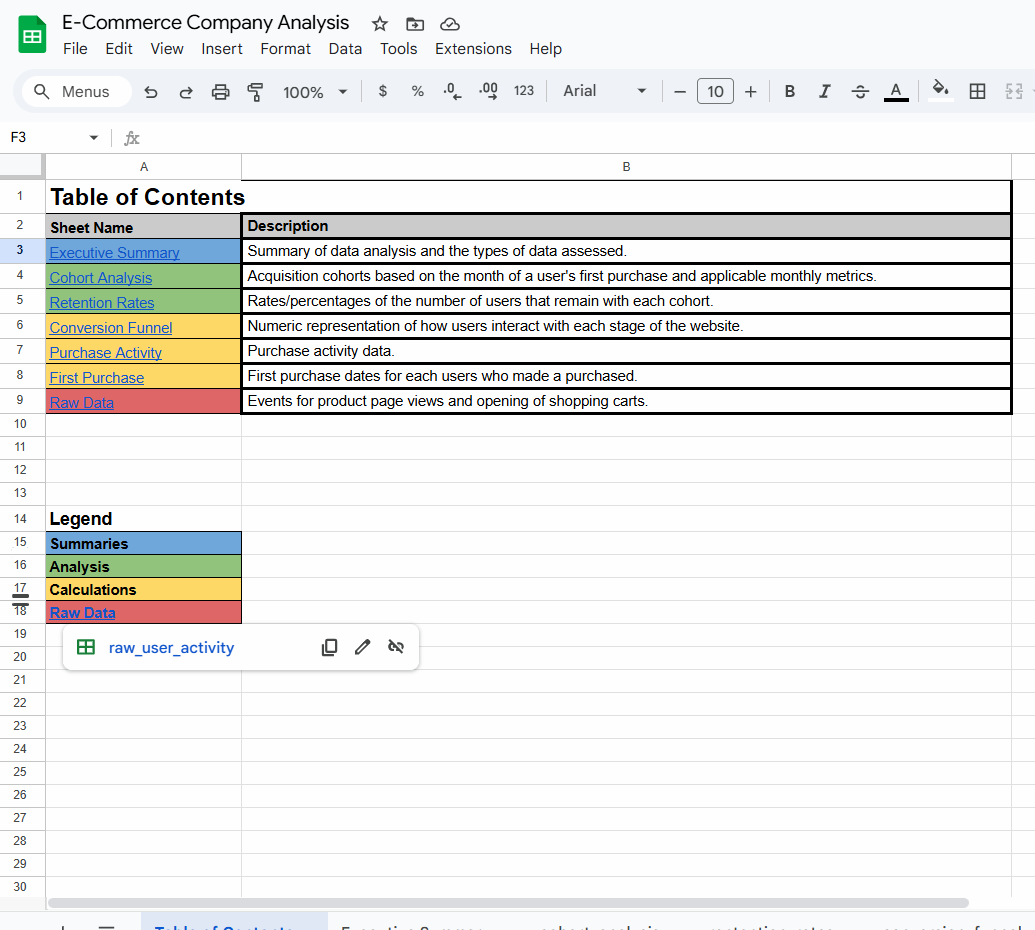 E-Commerce Company Analysis
File Edit View Insert Format Data Tools Extensions Help
Menus 100% $ % .0 .00 123 Arial 10 B I A
F3 fx
A B
1 Table of Contents
2 Sheet Name Description
3 Executive Summary Summary of data analysis and the types of data assessed.
4 Cohort Analysis Acquisition cohorts based on the month of a user's first purchase and applicable monthly metrics.
5 Retention Rates Rates/percentages of the number of users that remain with each cohort.
6 Conversion Funnel Numeric representation of how users interact with each stage of the website.
7 Purchase Activity Purchase activity data.
8 First Purchase First purchase dates for each users who made a purchased.
9 Raw Data Events for product page views and opening of shopping carts.
10
11
12
13
14 Legend
15 Summaries
16 Analysis
17 Calculations
18 Raw Data
19
raw_user_activity
20
21
22
23
24
25
26
27
28
29
30
Table of Contents Executive Summary cohort_analysis retention_rates